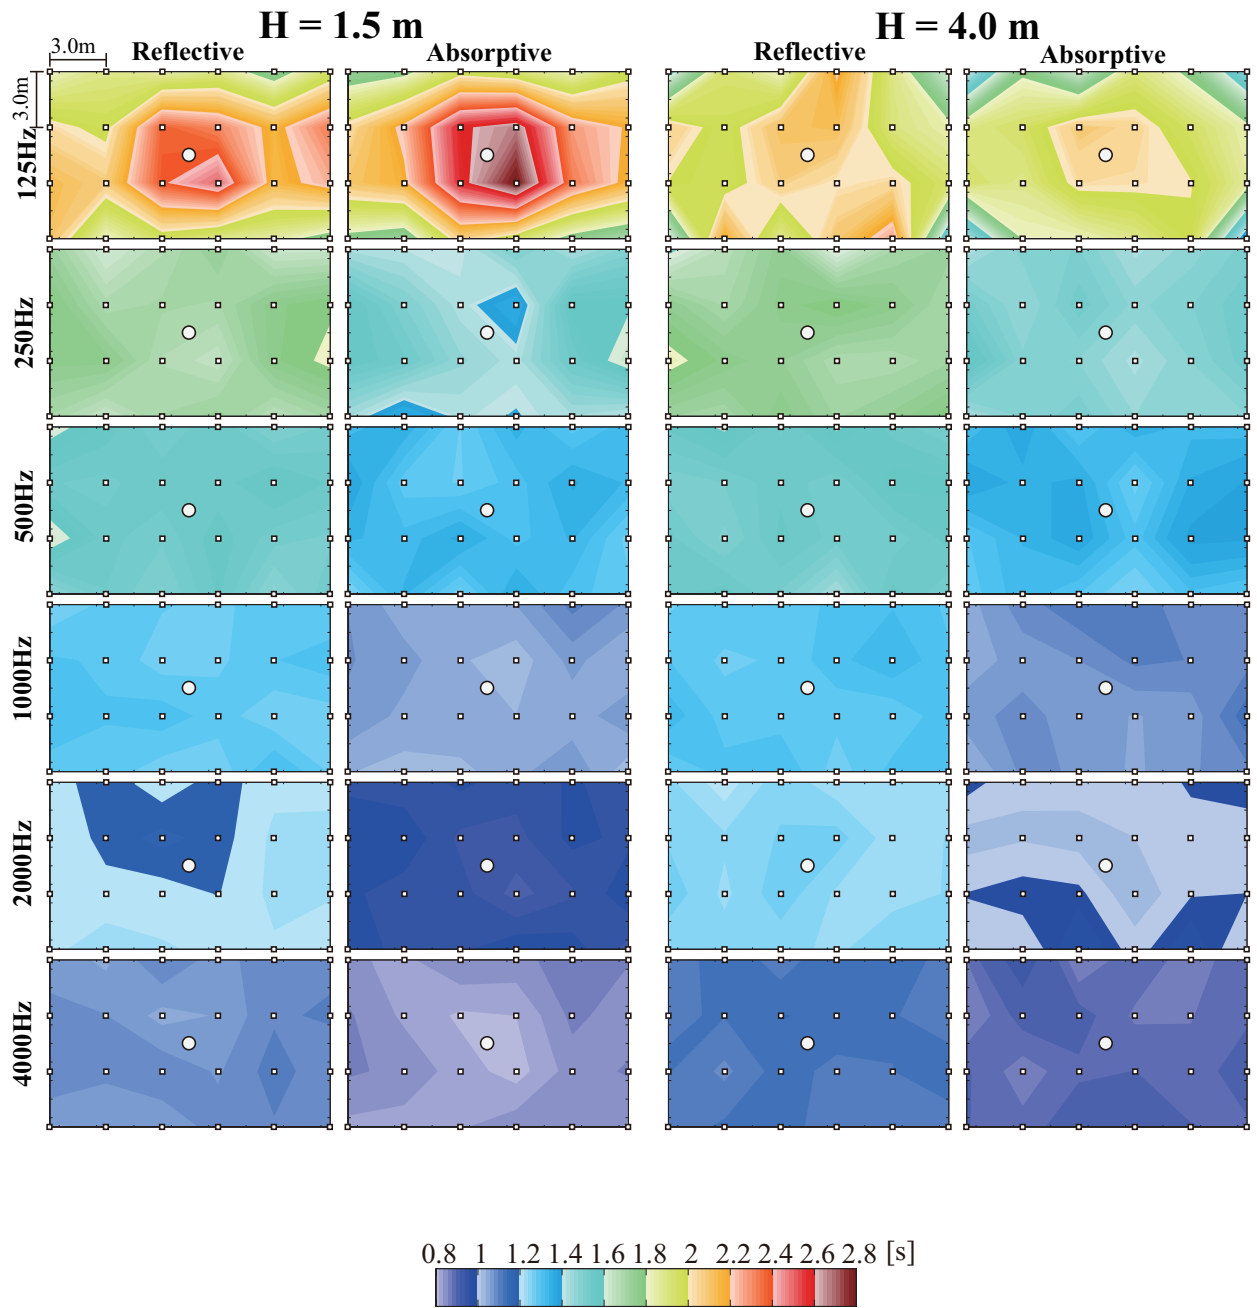 H = 1.5 m
H = 4.0 m
3.0m
Reflective
Absorptive
Reflective
Absorptive
3.0m
125Hz
250Hz
500Hz
1000Hz
2000Hz
4000Hz
0.8 1 1.2 1.4 1.6 1.8 2 2.2 2.4 2.6 2.8 [s]